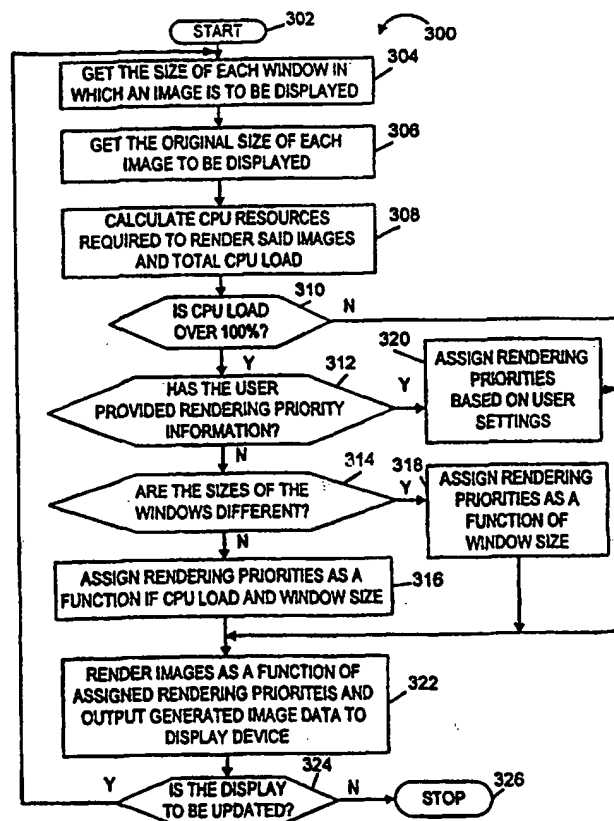 START
302
300
GET THE SIZE OF EACH WINDOW IN
WHICH AN IMAGE IS TO BE DISPLAYED
304
GET THE ORIGINAL SIZE OF EACH
IMAGE TO BE DISPLAYED
306
CALCULATE CPU RESOURCES
REQUIRED TO RENDER SAID IMAGES
AND TOTAL CPU LOAD
308
310
IS CPU LOAD
OVER 100%?
N
Y
312
HAS THE USER
PROVIDED RENDERING PRIORITY
INFORMATION?
Y
N
320
ASSIGN RENDERING
PRIORITIES
BASED ON USER
SETTINGS
314
ARE THE SIZES OF THE
WINDOWS DIFFERENT?
Y
N
318
ASSIGN RENDERING
PRIORITIES AS A
FUNCTION OF
WINDOW SIZE
ASSIGN RENDERING PRIORITIES AS A
FUNCTION IF CPU LOAD AND WINDOW SIZE
316
RENDER IMAGES AS A FUNCTION OF
ASSIGNED RENDERING PRIORITEIS AND
OUTPUT GENERATED IMAGE DATA TO
DISPLAY DEVICE
322
324
Y
IS THE DISPLAY
TO BE UPDATED?
N
STOP
326